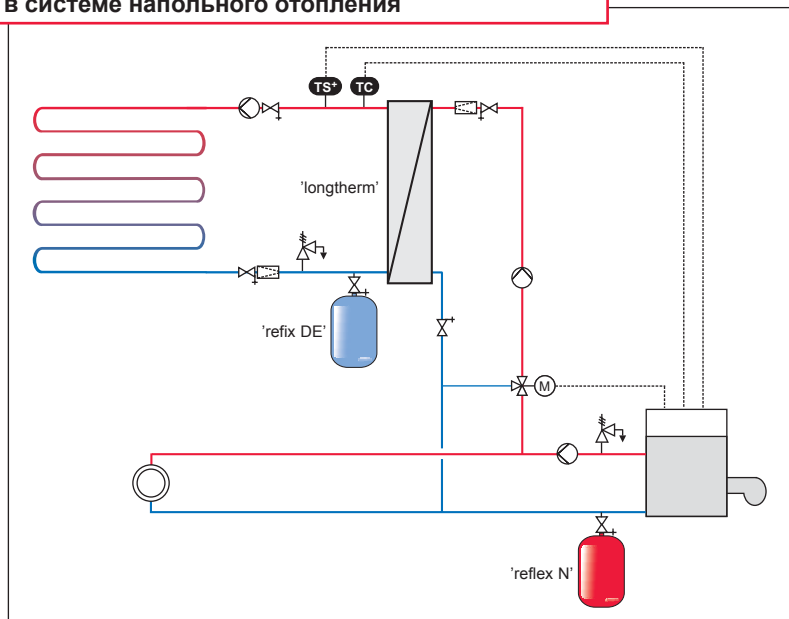 в системе напольного отопления
TS+ TC
'longtherm'
'refix DE'
M
'reflex N'